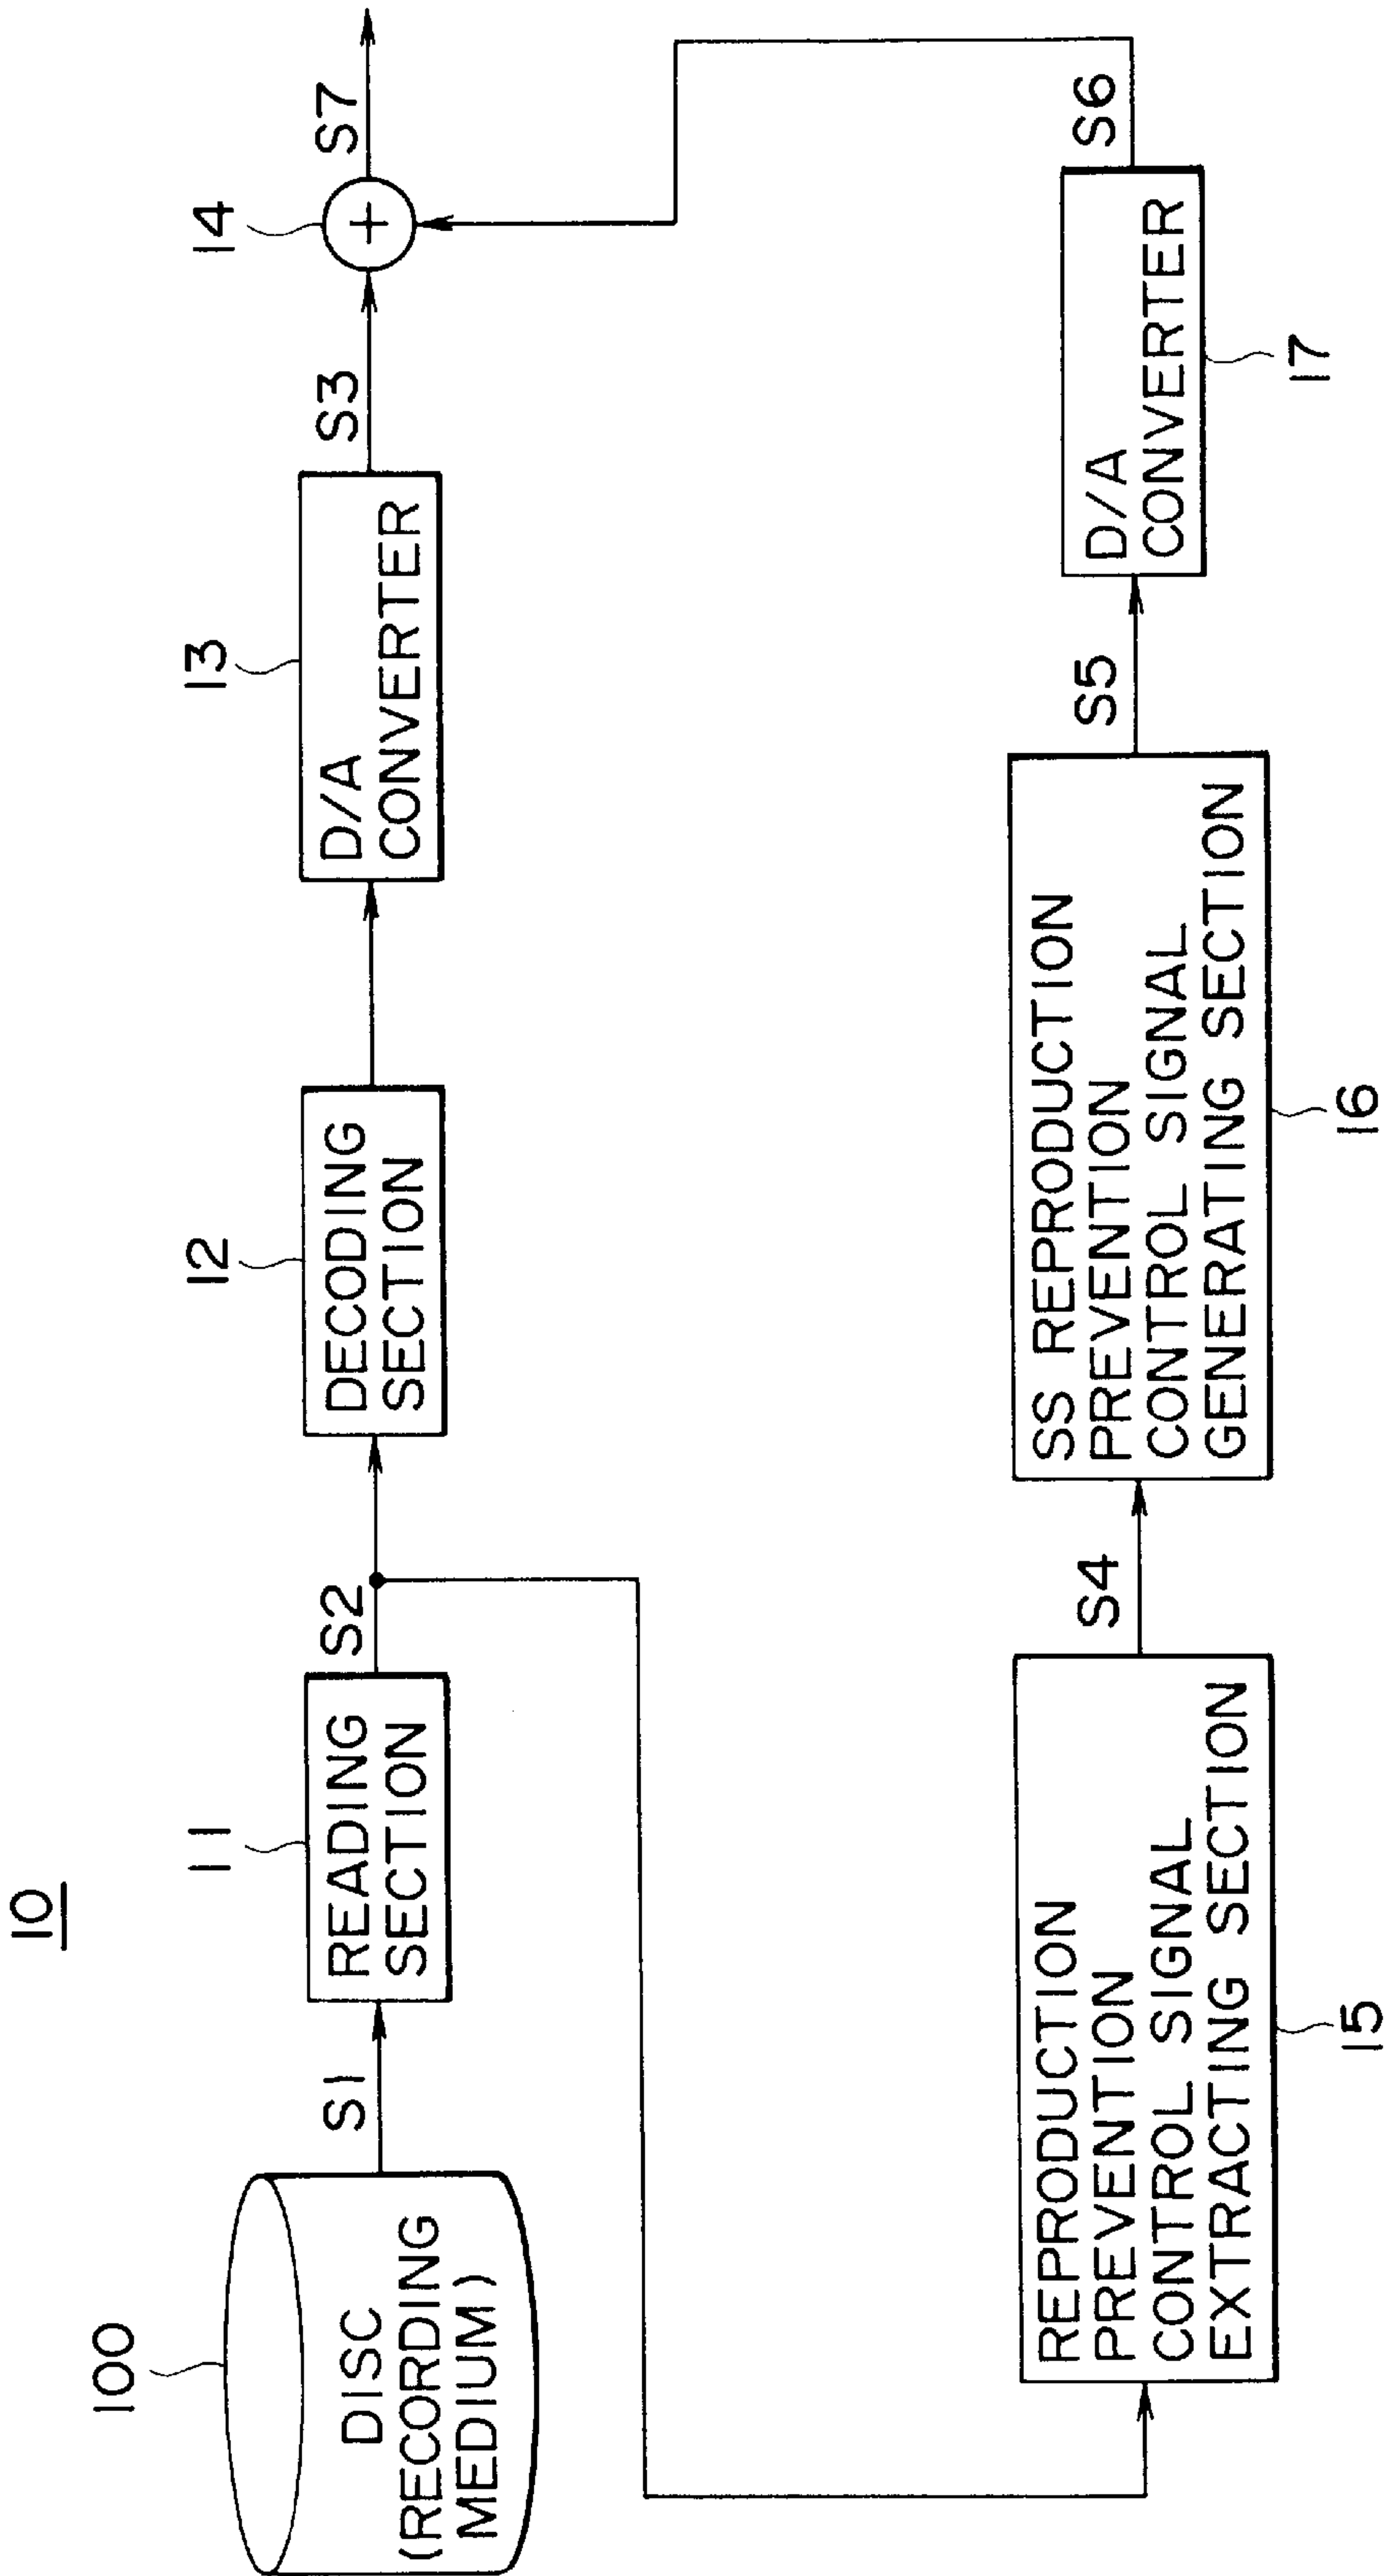 10
100
DISC
(RECORDING
MEDIUM)
S1
11
READING
SECTION
S2
12
DECODING
SECTION
13
D/A
CONVERTER
S3
14
+
S7
REPRODUCTION
PREVENTION
CONTROL SIGNAL
EXTRACTING SECTION
15
S4
SS REPRODUCTION
PREVENTION
CONTROL SIGNAL
GENERATING SECTION
16
S5
D/A
CONVERTER
17
S6